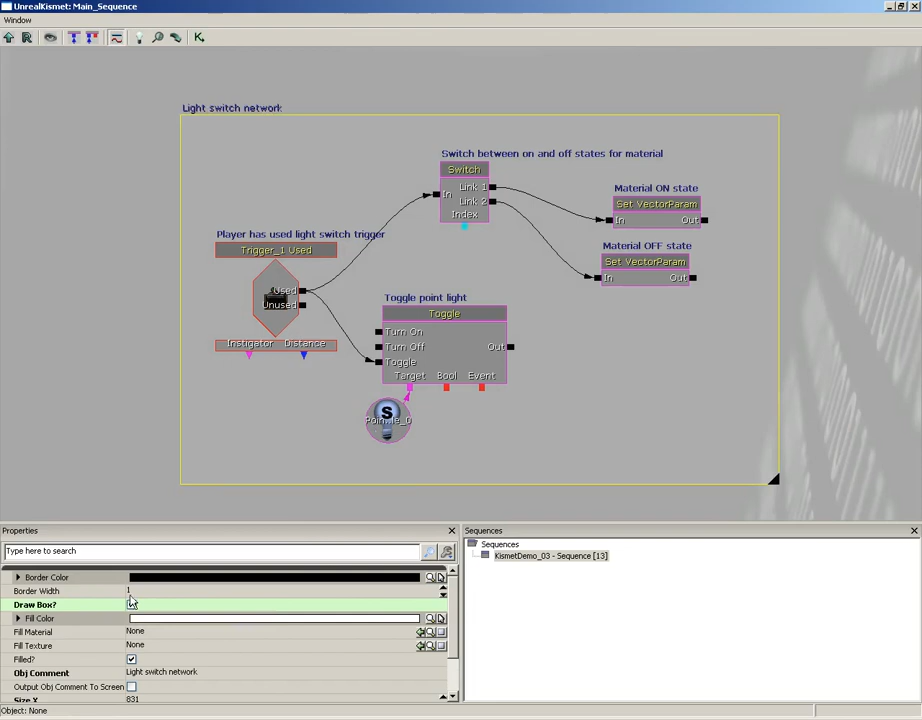 UnrealKismet: Main_Sequence
Window
R
K
Light switch network
Switch between on and off states for material
Switch
In
Link 1
Link 2
Index
Material ON state
Set VectorParam
In
Out
Material OFF state
Set VectorParam
In
Out
Player has used light switch trigger
Trigger_1 Used
Used
Unused
Instigator
Distance
Toggle point light
Toggle
Turn On
Turn Off
Out
Toggle
Target
Bool
Event
S
Properties
Type here to search
Border Color
Border Width
1
Draw Box?
Fill Color
Fill Material
None
Fill Texture
None
Filled?
Obj Comment
Light switch network
Output Obj Comment To Screen
Size X
831
Sequences
Sequences
KismetDemo_03 - Sequence [13]
Object: None